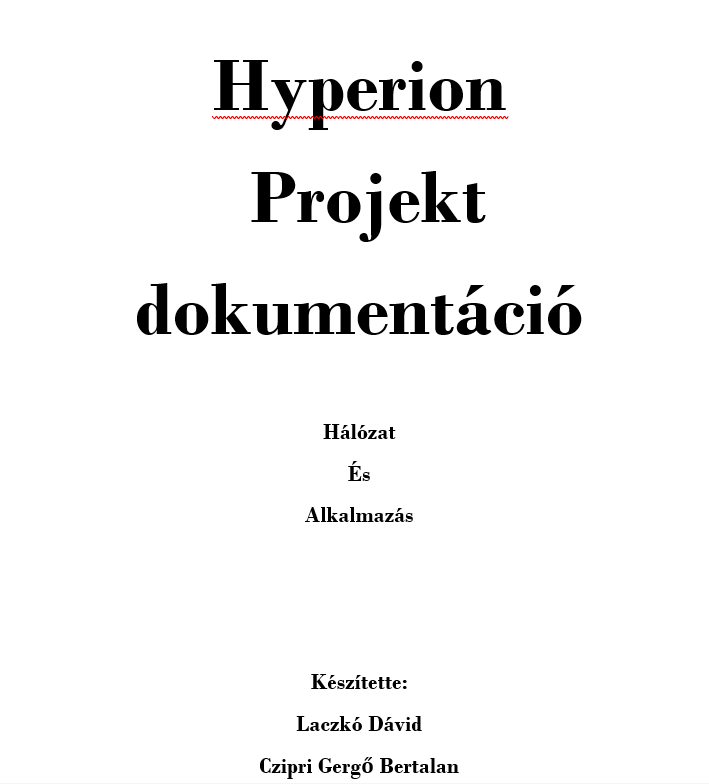 Hyperion
Projekt
dokumentáció
Hálózat
És
Alkalmazás
Készítette:
Laczkó Dávid
Czipri Gergő Bertalan